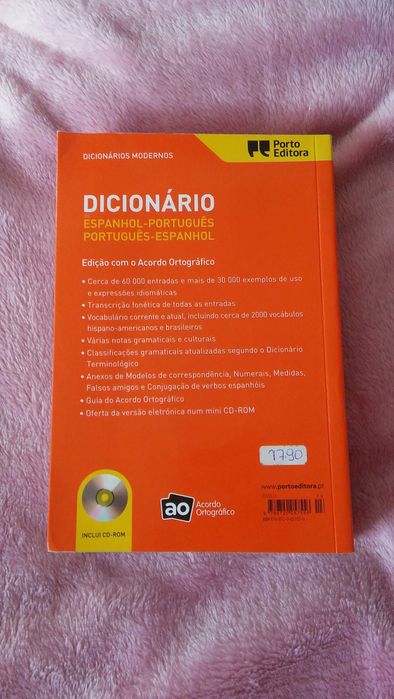 DICIONÁRIOS MODERNOS
Porto
Editora
DICIONÁRIO
ESPANHOL-PORTUGUÊS
PORTUGUÊS-ESPANHOL
Edição com o Acordo Ortográfico
• Cerca de 60 000 entradas e mais de 30 000 exemplos de uso
e expressões idiomáticas
• Transcrição fonética de todas as entradas
• Vocabulário corrente e atual, incluindo cerca de 2000 vocábulos
hispano-americanos e brasileiros
• Várias notas gramaticais e culturais
• Classificações gramaticais atualizadas segundo o Dicionário
Terminológico
• Anexos de Modelos de correspondência, Numerais, Medidas,
Falsos amigos e Conjugação de verbos espanhóis
• Guia do Acordo Ortográfico
• Oferta da versão eletrónica num mini CD-ROM
17.90
www.portoeditora.pt
INCLUI CD-ROM
ao Acordo
Ortográfico